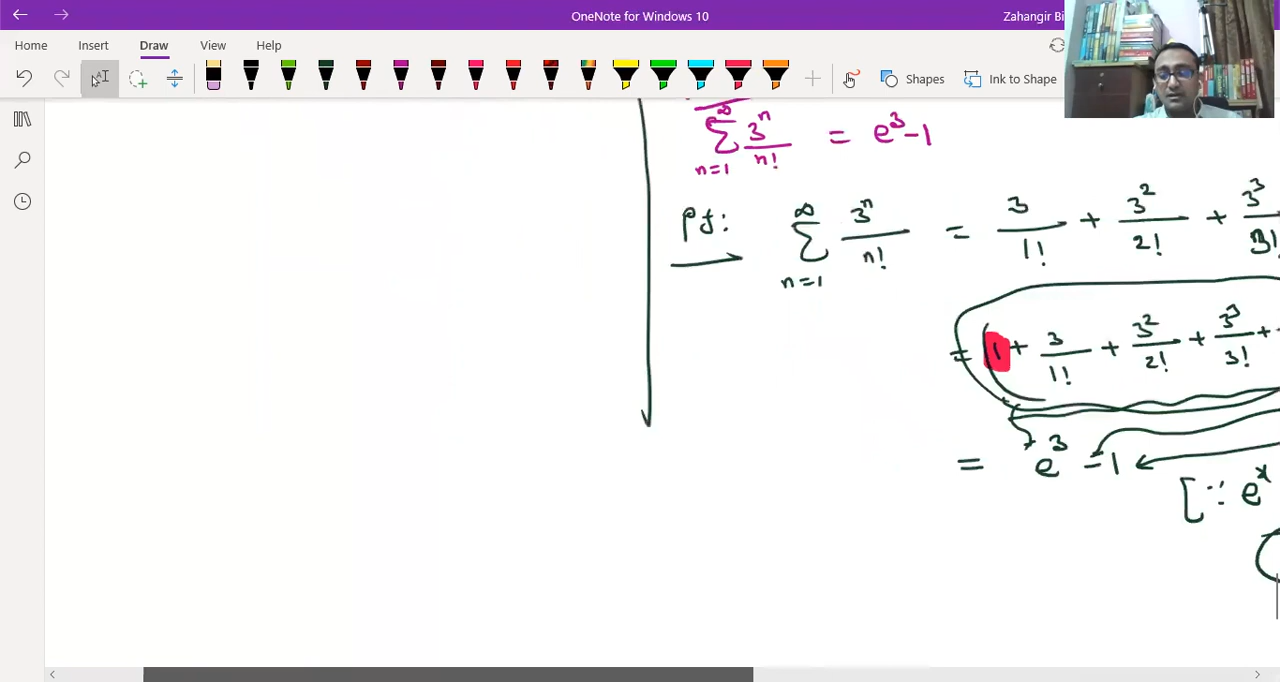 OneNote for Windows 10
Zahangir Bi
Home Insert Draw View Help
Shapes Ink to Shape
∞
∑ 3ⁿ/n! = e³-1
n=1
Pf: ∑ 3ⁿ/n! = 3/1! + 3²/2! + 3³/3!
n=1
= (1 + 3/1! + 3²/2! + 3³/3! +
= e³ -1
[∵ eˣ